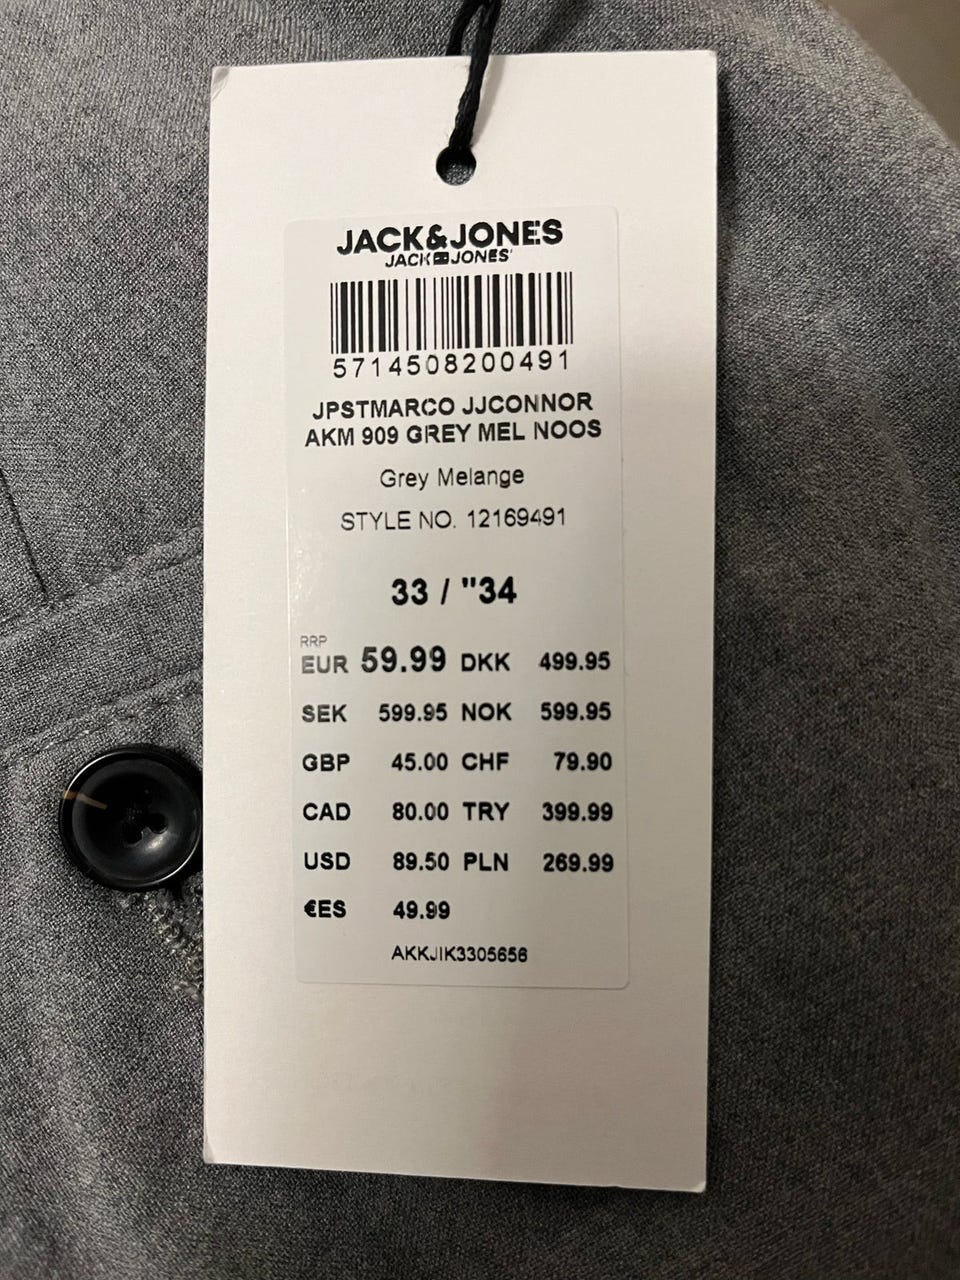 JACK&JONES
JACK & JONES
5714508200491
JPSTMARCO JJCONNOR
AKM 909 GREY MEL NOOS
Grey Melange
STYLE NO. 12169491
33 / "34
RRP
EUR 59.99 DKK 499.95
SEK 599.95 NOK 599.95
GBP 45.00 CHF 79.90
CAD 80.00 TRY 399.99
USD 89.50 PLN 269.99
€ES 49.99
AKKJIK3305656